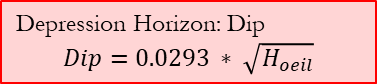 Depression Horizon: Dip
Dip = 0.0293 * √H_oeil